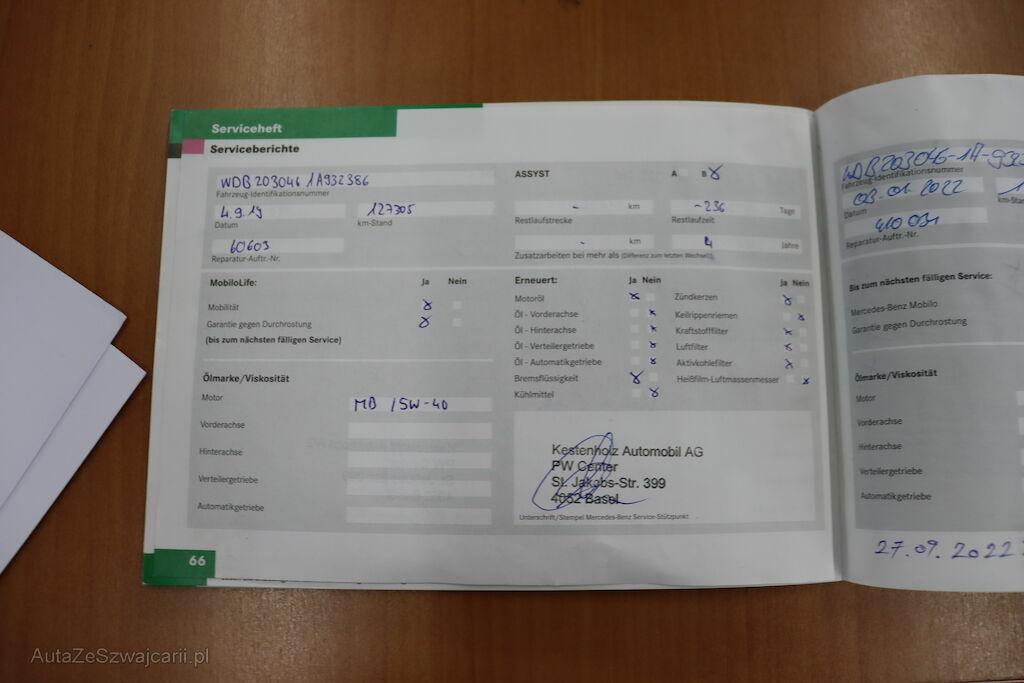 Serviceheft
Serviceberichte
WDB203046 1A932386
Fahrzeug-Identifikationsnummer
4.9.19 127305
Datum km-Stand
60603
Reparatur-Auftr.-Nr.
ASSYST A B x
- km -236 Tage
Restlaufstrecke Restlaufzeit
- km 4 Jahre
Zusatzarbeiten bei mehr als (Differenz zum letzten Wechsel)
MobiloLife: Ja Nein
Mobilität x
Garantie gegen Durchrostung x
(bis zum nächsten fälligen Service)
Ölmarke/Viskosität
Motor MB 15W-40
Vorderachse
Hinterachse
Verteilergetriebe
Automatikgetriebe
Erneuert: Ja Nein Ja Nein
Motoröl x Zündkerzen x
Öl - Vorderachse x Keilrippenriemen x
Öl - Hinterachse x Kraftstofffilter x
Öl - Verteilergetriebe x Luftfilter x
Öl - Automatikgetriebe x Aktivkohlefilter x
Bremsflüssigkeit x Heißfilm-Luftmassenmesser x
Kühlmittel x
Kestenholz Automobil AG
PW Center
St. Jakobs-Str. 399
4052 Basel
Unterschrift/Stempel Mercedes-Benz Service-Stützpunkt
66
Fahrzeug-Identifikationsnummer
03.01 2022
Datum
Reparatur-Auftr.-Nr.
Bis zum nächsten fälligen Service:
Mercedes-Benz Mobilo
Garantie gegen Durchrostung
Ölmarke/Viskosität
Motor
Vorderachse
Hinterachse
Verteilergetriebe
Automatikgetriebe
27.09.2022
AutaZeSzwajcarii.pl